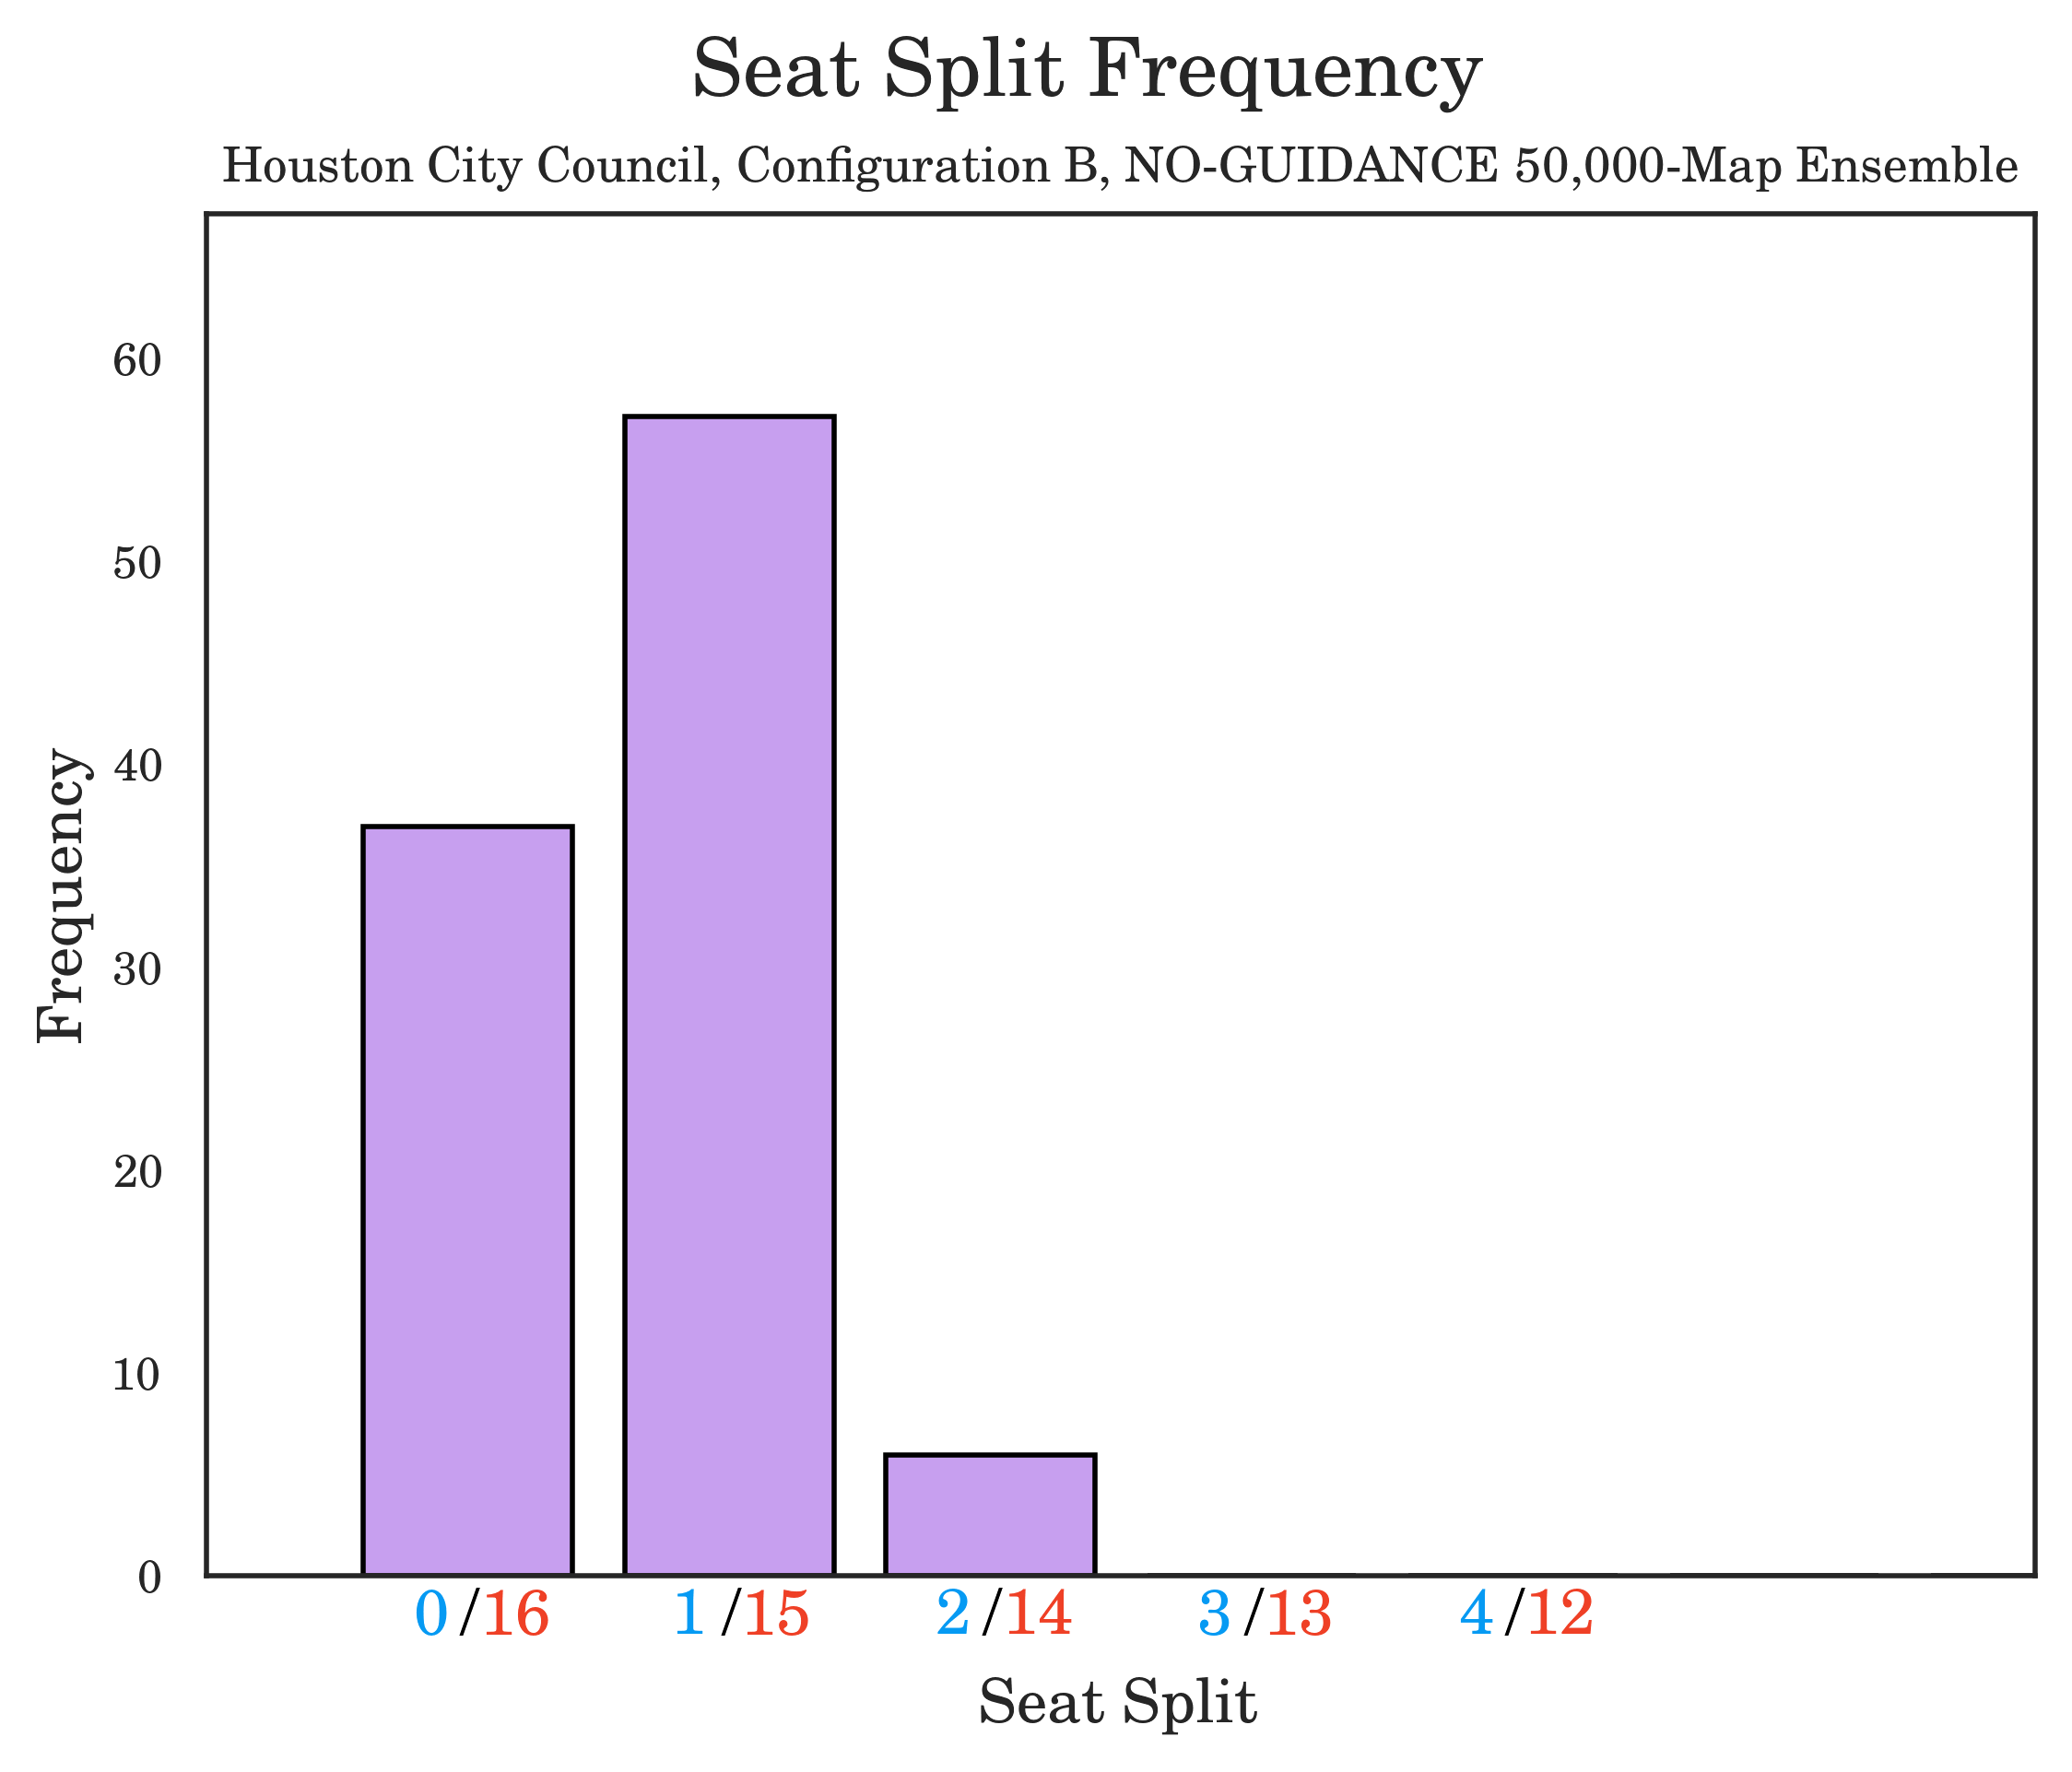 Seat Split Frequency
Houston City Council, Configuration B, NO-GUIDANCE 50,000-Map Ensemble
Frequency
60
50
40
30
20
10
0
0/16 1/15 2/14 3/13 4/12
Seat Split